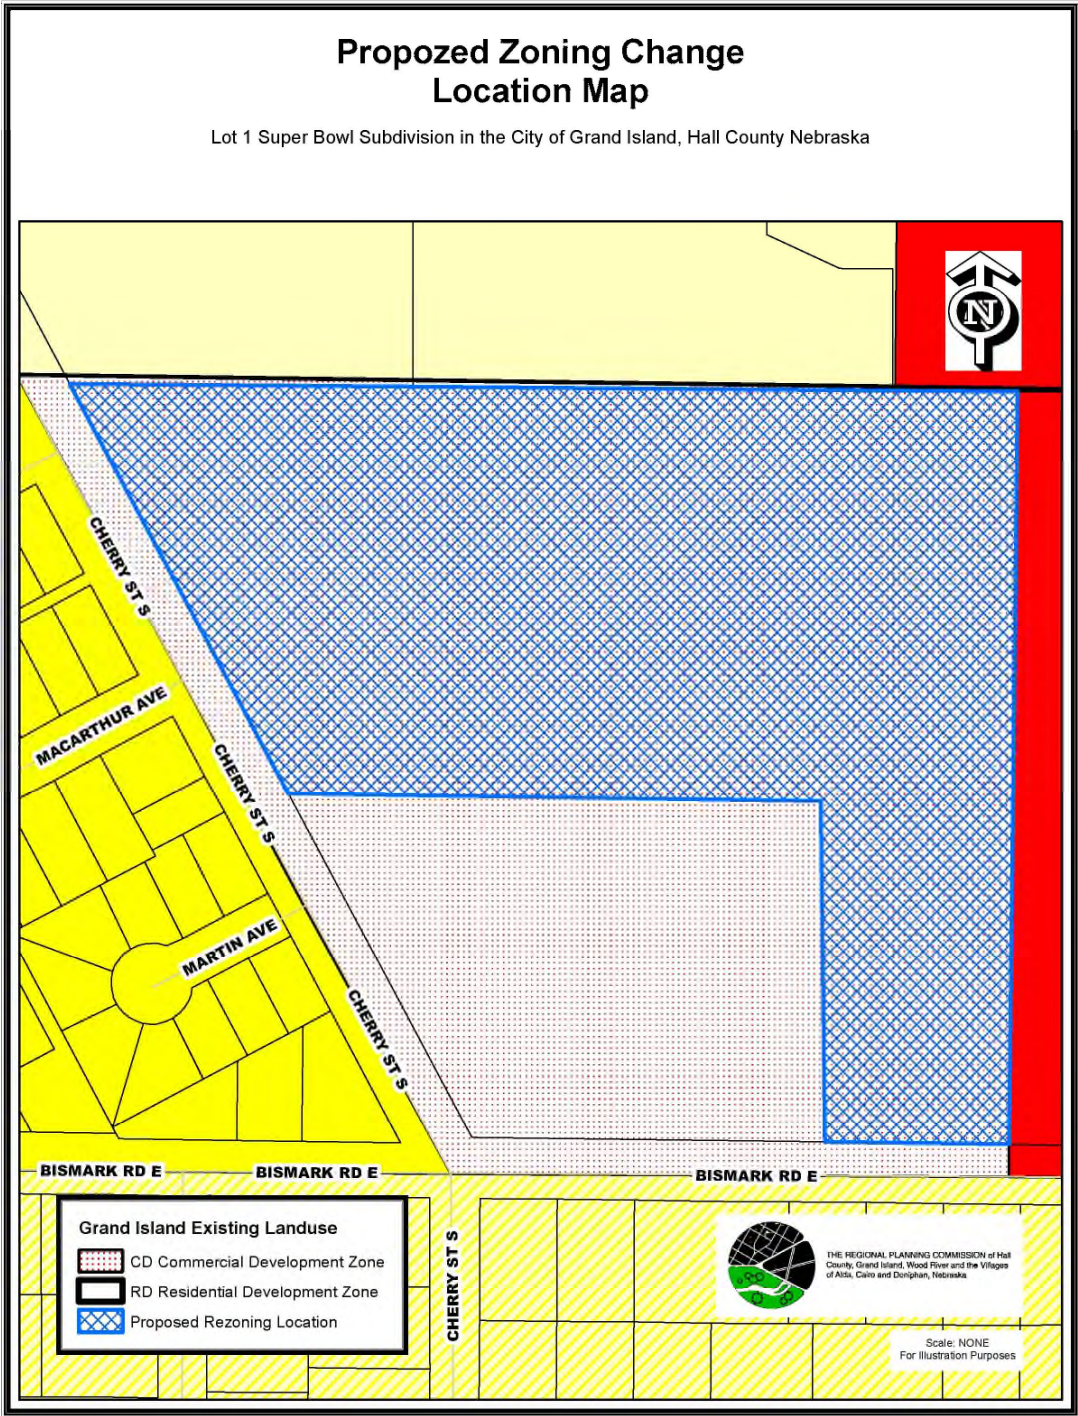 Propozed Zoning Change
Location Map
Lot 1 Super Bowl Subdivision in the City of Grand Island, Hall County Nebraska
N
CHERRY ST S
MACARTHUR AVE
CHERRY ST S
MARTIN AVE
CHERRY ST S
BISMARK RD E
BISMARK RD E
BISMARK RD E
CHERRY ST S
Grand Island Existing Landuse
CD Commercial Development Zone
RD Residential Development Zone
Proposed Rezoning Location
THE REGIONAL PLANNING COMMISSION of Hall
County, Grand Island, Wood River and the Villages
of Alda, Cairo and Doniphan, Nebraska
Scale: NONE
For Illustration Purposes